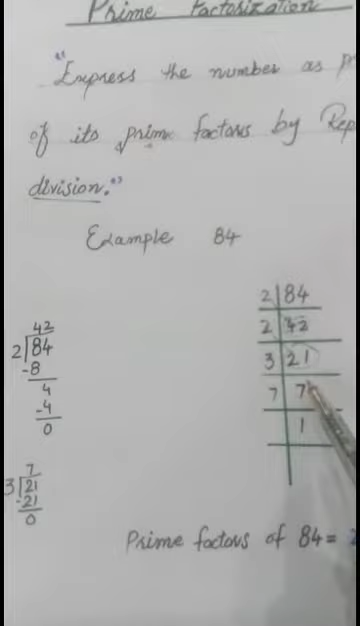 Prime Factorization
"Express the number as
of its prime factors by Rep
division."
Example 84
42
2 84
-8
4
-4
0
7
3 21
-21
0
2 84
2 42
3 21
7 7
1
Prime factors of 84 =